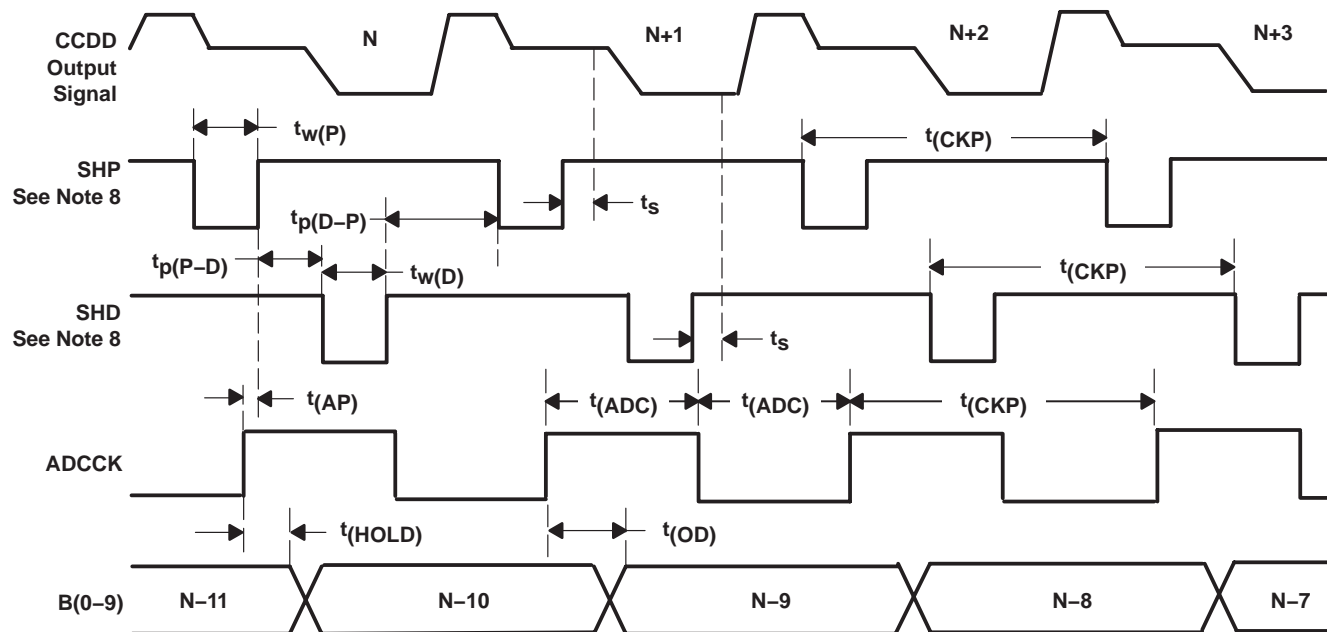 CCDD
Output
Signal
N
N+1
N+2
N+3
tw(P)
t(CKP)
SHP
See Note 8
ts
tp(D–P)
tp(P–D)
tw(D)
t(CKP)
SHD
See Note 8
ts
t(AP)
t(ADC)
t(ADC)
t(CKP)
ADCCK
t(HOLD)
t(OD)
B(0–9)
N–11
N–10
N–9
N–8
N–7